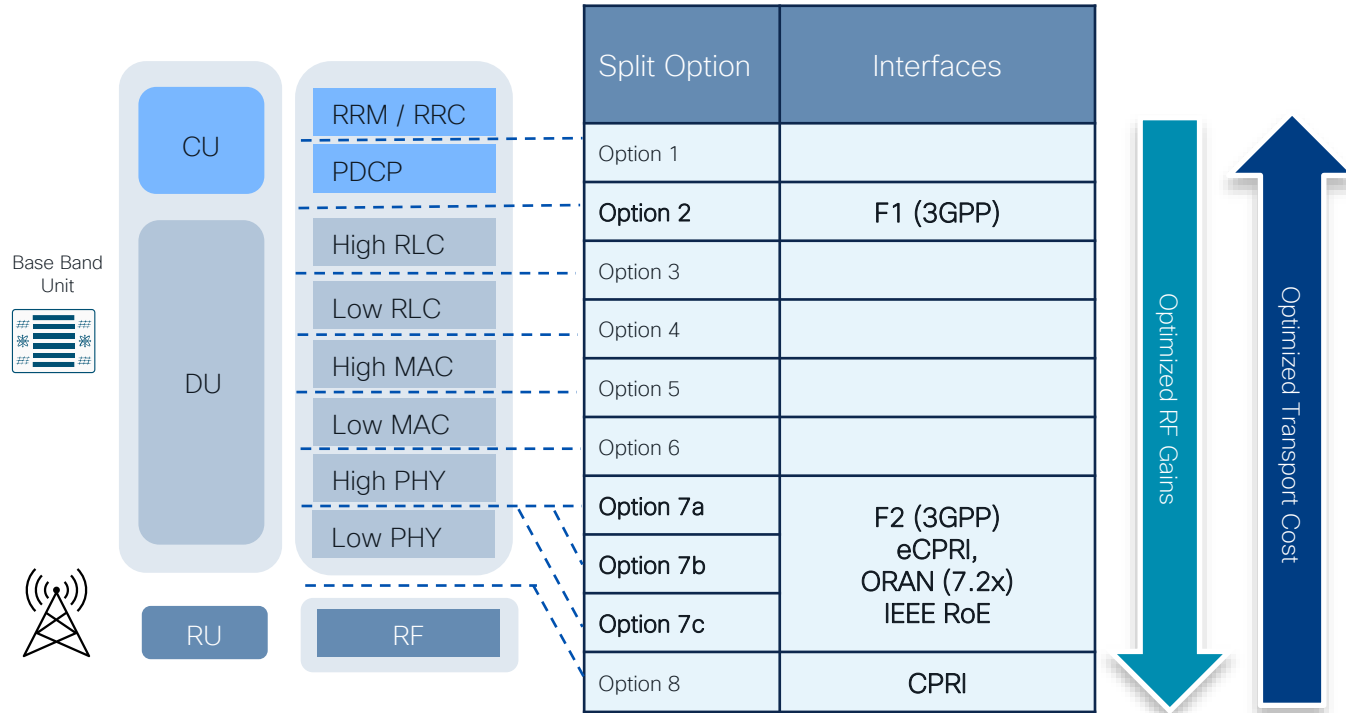 Base Band
Unit
CU
DU
RU
RRM / RRC
PDCP
High RLC
Low RLC
High MAC
Low MAC
High PHY
Low PHY
RF
Split Option
Interfaces
Option 1
Option 2
F1 (3GPP)
Option 3
Option 4
Option 5
Option 6
Option 7a
Option 7b
Option 7c
F2 (3GPP)
eCPRI,
ORAN (7.2x)
IEEE RoE
Option 8
CPRI
Optimized RF Gains
Optimized Transport Cost